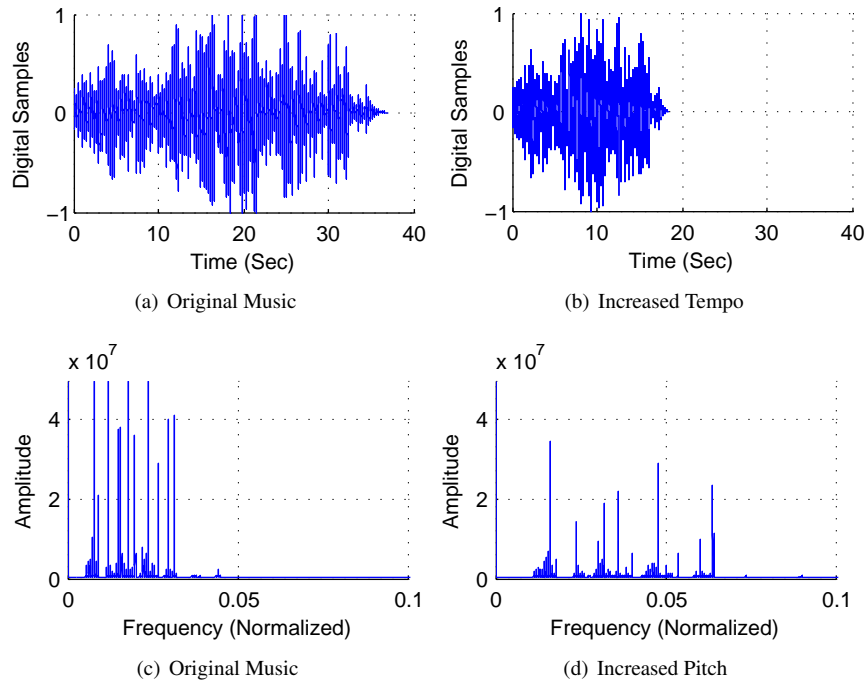 1
0
−1
Digital Samples
0 10 20 30 40
Time (Sec)
(a) Original Music
1
0
−1
Digital Samples
0 10 20 30 40
Time (Sec)
(b) Increased Tempo
x 10^7
4
2
0
Amplitude
0 0.05 0.1
Frequency (Normalized)
(c) Original Music
x 10^7
4
2
0
Amplitude
0 0.05 0.1
Frequency (Normalized)
(d) Increased Pitch